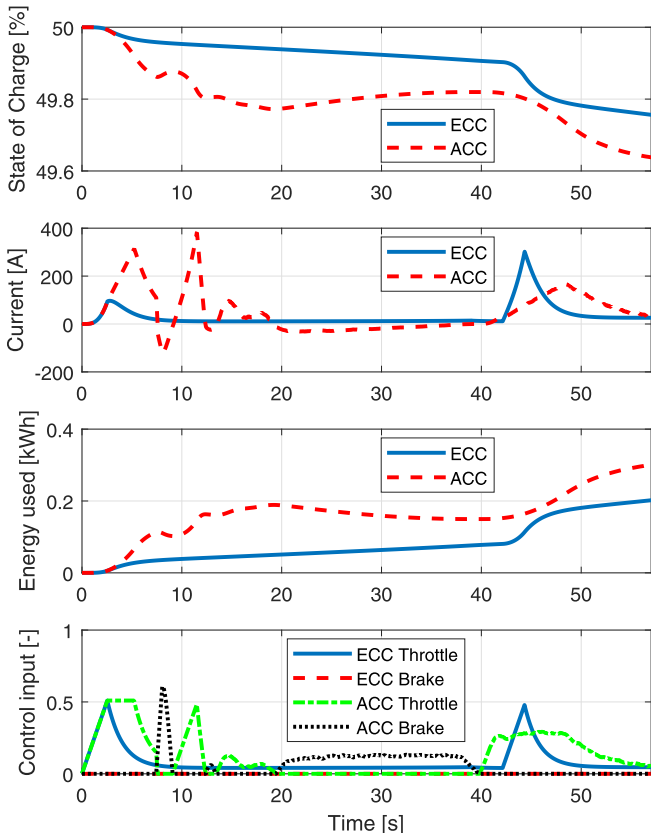 State of Charge [%]
50
49.8
49.6
ECC
ACC
0 10 20 30 40 50
Current [A]
400
200
0
-200
ECC
ACC
0 10 20 30 40 50
Energy used [kWh]
0.4
0.2
0
ECC
ACC
0 10 20 30 40 50
Control input [-]
1
0.5
0
ECC Throttle
ECC Brake
ACC Throttle
ACC Brake
0 10 20 30 40 50
Time [s]